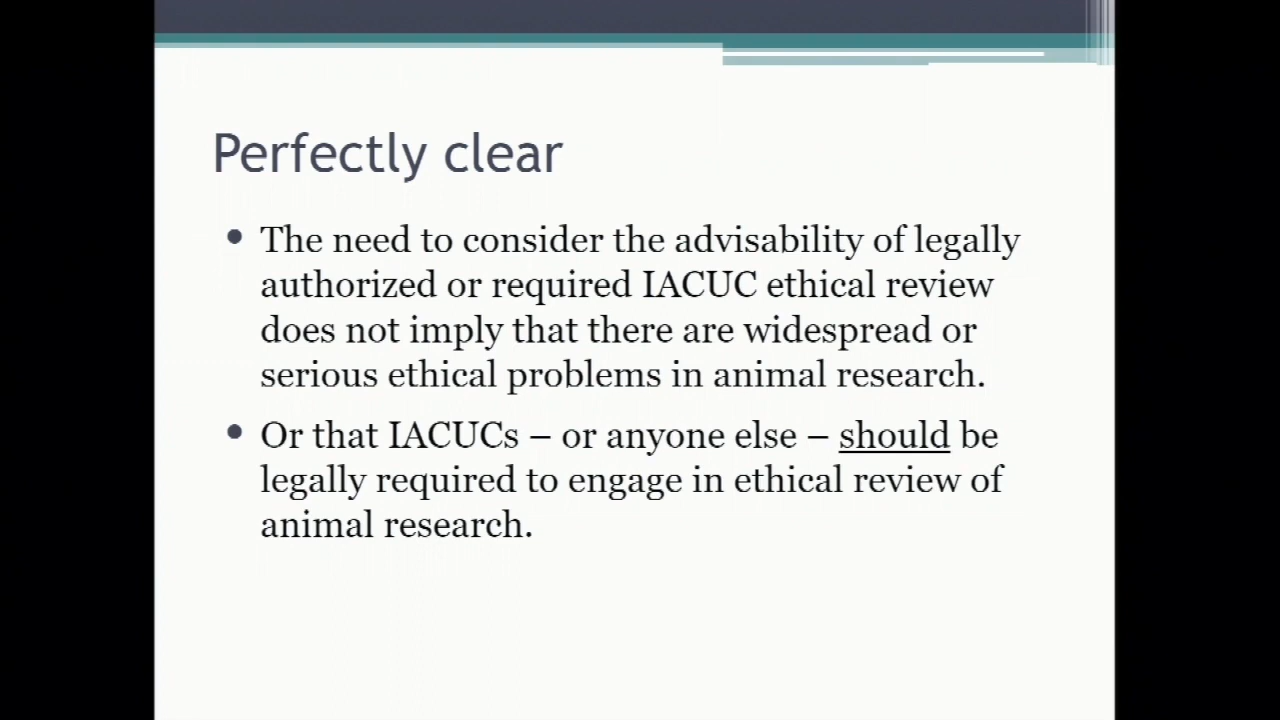 Perfectly clear
• The need to consider the advisability of legally
authorized or required IACUC ethical review
does not imply that there are widespread or
serious ethical problems in animal research.
• Or that IACUCs – or anyone else – should be
legally required to engage in ethical review of
animal research.